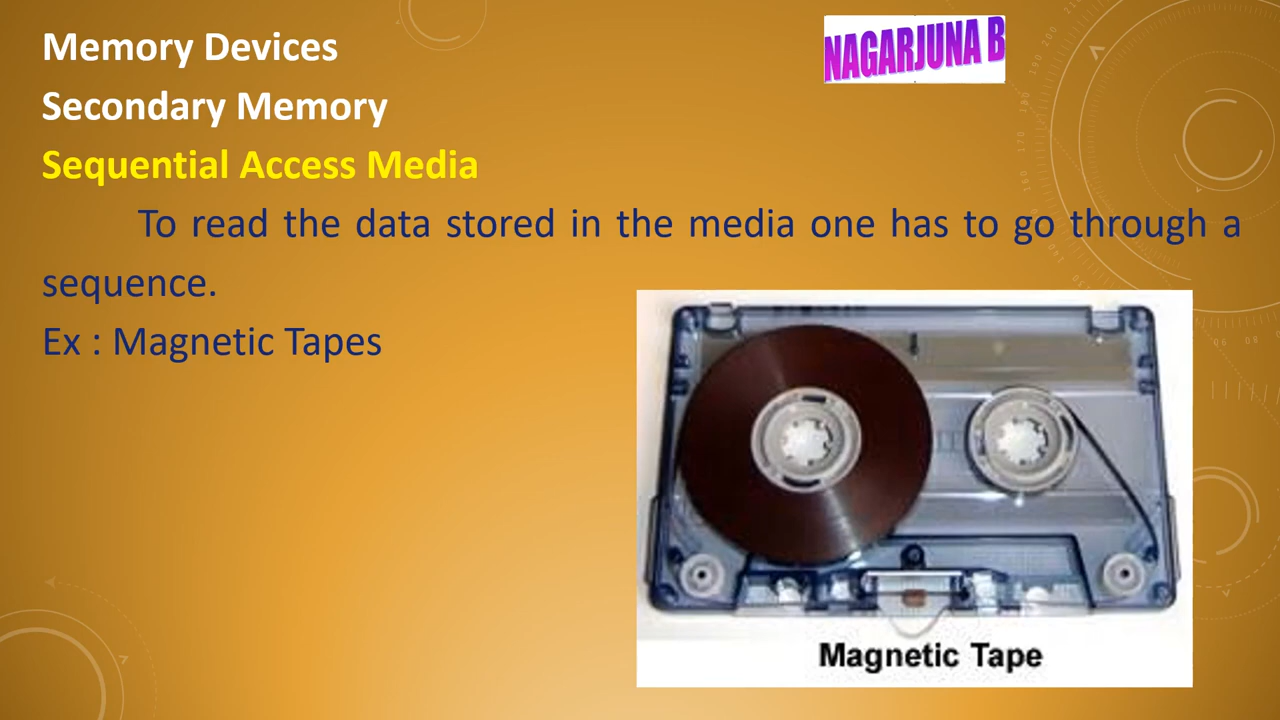 Memory Devices
NAGARJUNA B
Secondary Memory
Sequential Access Media
To read the data stored in the media one has to go through a
sequence.
Ex : Magnetic Tapes
Magnetic Tape